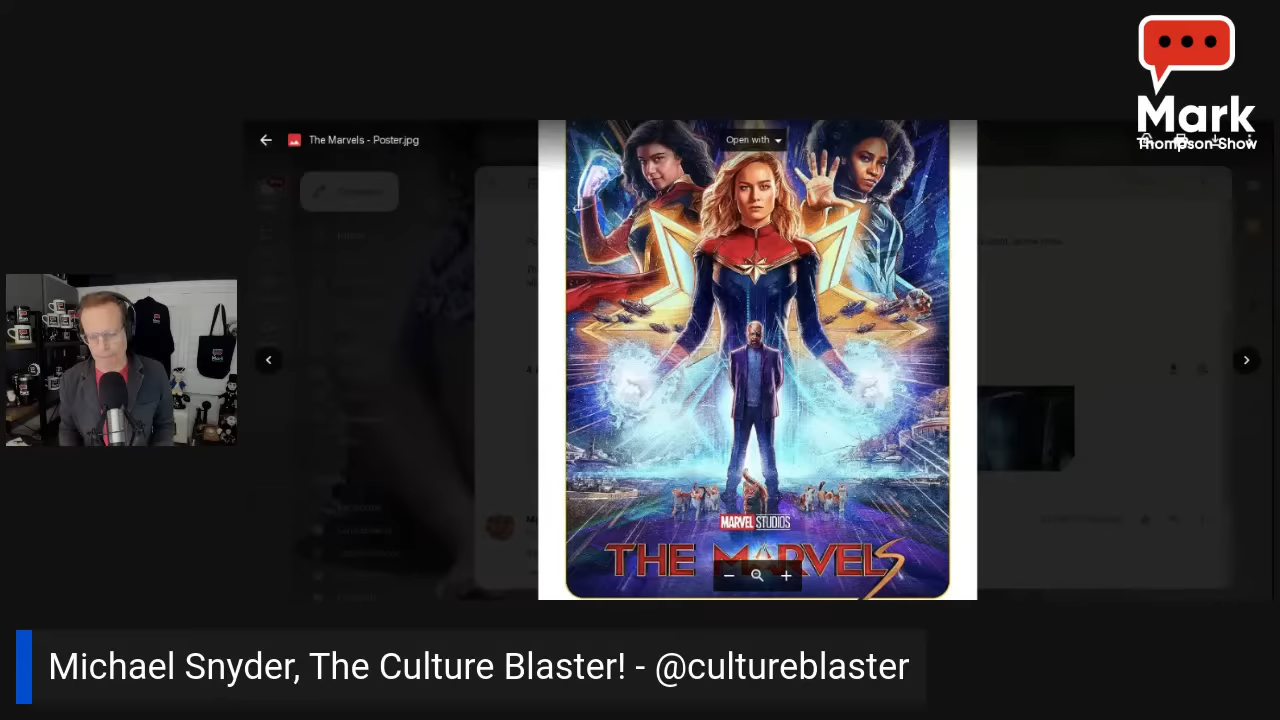 Mark
Thompson Show
The Marvels - Poster.jpg
Open with
MARVEL STUDIOS
THE MARVELS
Michael Snyder, The Culture Blaster! - @cultureblaster